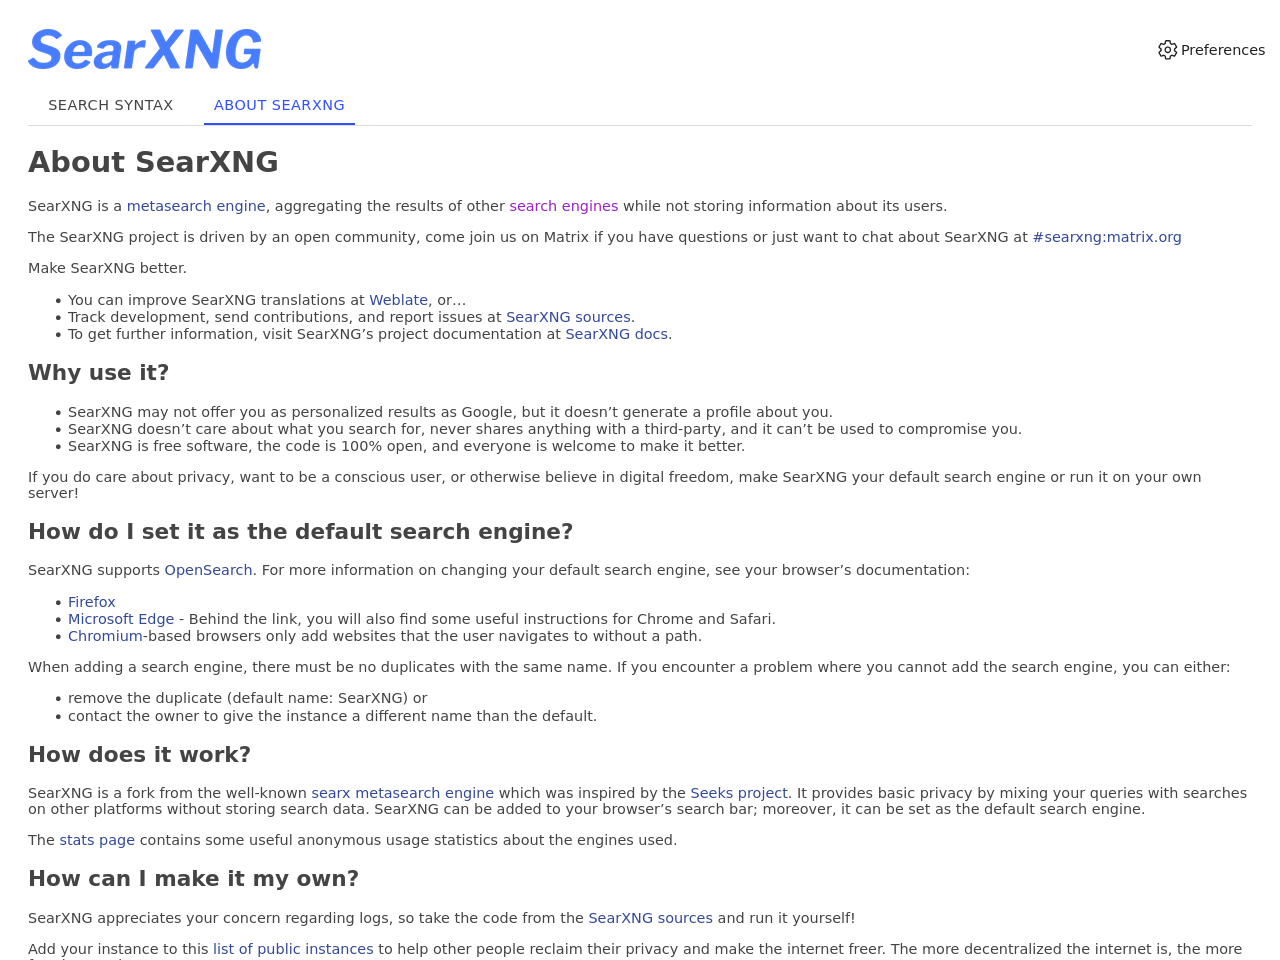 SearXNG
Preferences
SEARCH SYNTAX
ABOUT SEARXNG
About SearXNG
SearXNG is a metasearch engine, aggregating the results of other search engines while not storing information about its users.
The SearXNG project is driven by an open community, come join us on Matrix if you have questions or just want to chat about SearXNG at #searxng:matrix.org
Make SearXNG better.
• You can improve SearXNG translations at Weblate, or…
• Track development, send contributions, and report issues at SearXNG sources.
• To get further information, visit SearXNG’s project documentation at SearXNG docs.
Why use it?
• SearXNG may not offer you as personalized results as Google, but it doesn’t generate a profile about you.
• SearXNG doesn’t care about what you search for, never shares anything with a third-party, and it can’t be used to compromise you.
• SearXNG is free software, the code is 100% open, and everyone is welcome to make it better.
If you do care about privacy, want to be a conscious user, or otherwise believe in digital freedom, make SearXNG your default search engine or run it on your own
server!
How do I set it as the default search engine?
SearXNG supports OpenSearch. For more information on changing your default search engine, see your browser’s documentation:
• Firefox
• Microsoft Edge - Behind the link, you will also find some useful instructions for Chrome and Safari.
• Chromium-based browsers only add websites that the user navigates to without a path.
When adding a search engine, there must be no duplicates with the same name. If you encounter a problem where you cannot add the search engine, you can either:
• remove the duplicate (default name: SearXNG) or
• contact the owner to give the instance a different name than the default.
How does it work?
SearXNG is a fork from the well-known searx metasearch engine which was inspired by the Seeks project. It provides basic privacy by mixing your queries with searches
on other platforms without storing search data. SearXNG can be added to your browser’s search bar; moreover, it can be set as the default search engine.
The stats page contains some useful anonymous usage statistics about the engines used.
How can I make it my own?
SearXNG appreciates your concern regarding logs, so take the code from the SearXNG sources and run it yourself!
Add your instance to this list of public instances to help other people reclaim their privacy and make the internet freer. The more decentralized the internet is, the more